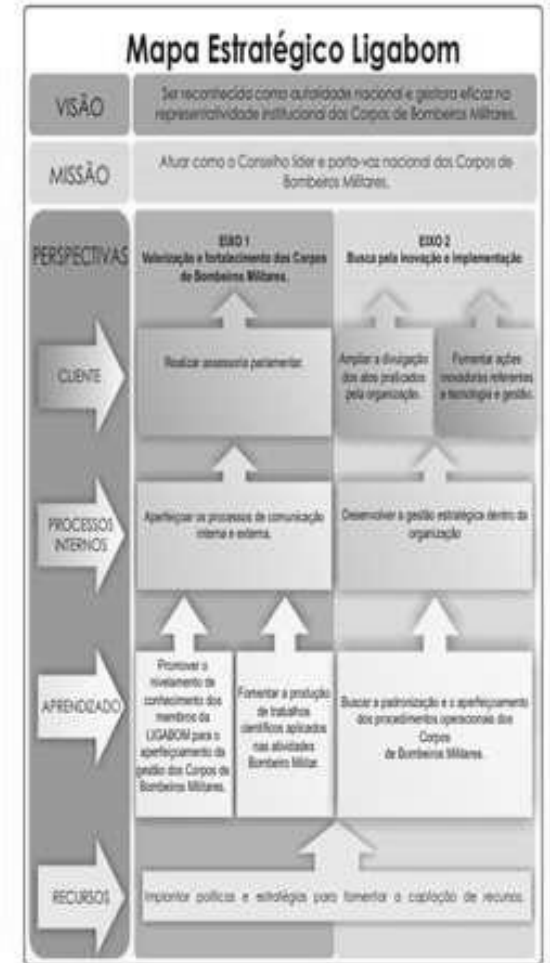 Mapa Estratégico Ligabom
VISÃO
Ser reconhecida como autoridade nacional e gestora eficaz na
representatividade institucional dos Corpos de Bombeiros Militares.
MISSÃO
Atuar como o Conselho líder e porta-voz nacional dos Corpos de
Bombeiros Militares.
PERSPECTIVAS
EIXO 1
Valorização e fortalecimento dos Corpos
de Bombeiros Militares.
EIXO 2
Busca pela inovação e implementação
CLIENTE
Realizar assessoria parlamentar.
Ampliar a divulgação
dos atos praticados
pela organização.
Fomentar ações
inovadoras referentes
a tecnologia e gestão.
PROCESSOS
INTERNOS
Aperfeiçoar os processos de comunicação
interna e externa.
Desenvolver a gestão estratégica dentro da
organização
APRENDIZADO
Promover o
nivelamento de
conhecimento dos
membros da
LIGABOM para o
aperfeiçoamento da
gestão dos Corpos de
Bombeiros Militares.
Fomentar a produção
de trabalhos
científicos aplicados
nas atividades
Bombeiro Militar
Buscar a padronização e o aperfeiçoamento
dos procedimentos operacionais dos
Corpos
de Bombeiros Militares.
RECURSOS
Implantar políticas e estratégias para fomentar a captação de recursos.